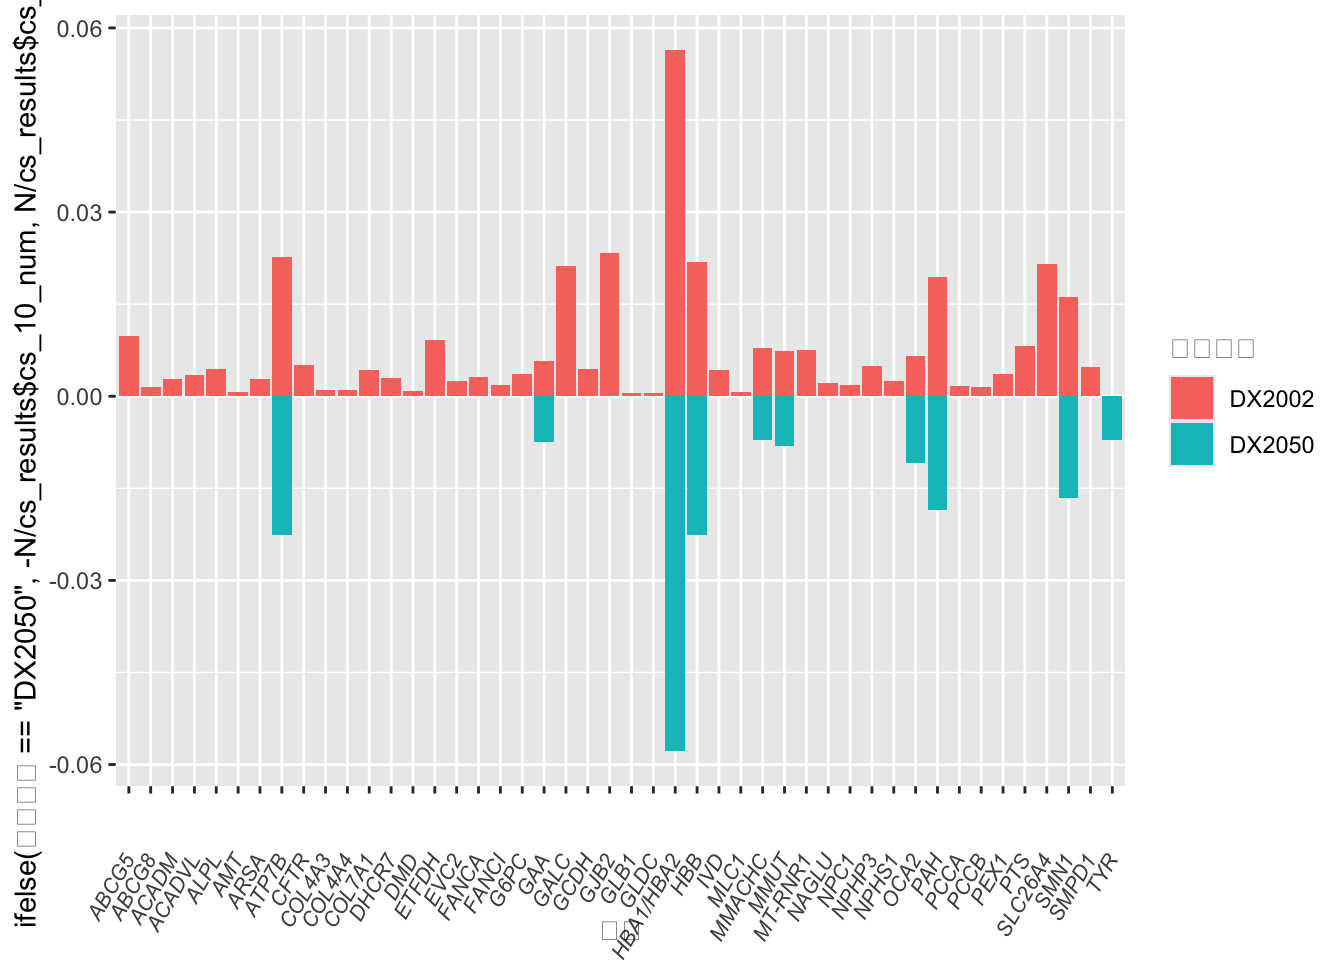 ifelse(□□□□ == "DX2050", -N/cs_results$cs_10_num, N/cs_results$cs_
0.06
0.03
0.00
-0.03
-0.06
ABCG5
ABCG8
ACADM
ACADVL
ALPL
AMT
ARSA
ATP7B
CFTR
COL4A3
COL4A4
COL7A1
DHCR7
DMD
ETFDH
EVC2
FANCA
FANCI
G6PC
GAA
GALC
GCDH
GJB2
GLB1
GLDC
HBA1/HBA2
HBB
IVD
MLC1
MMACHC
MMUT
MT-RNR1
NAGLU
NPC1
NPHP3
NPHS1
OCA2
PAH
PCCA
PCCB
PEX1
PTS
SLC26A4
SMN1
SMPD1
TYR
□□
□□□□
DX2002
DX2050